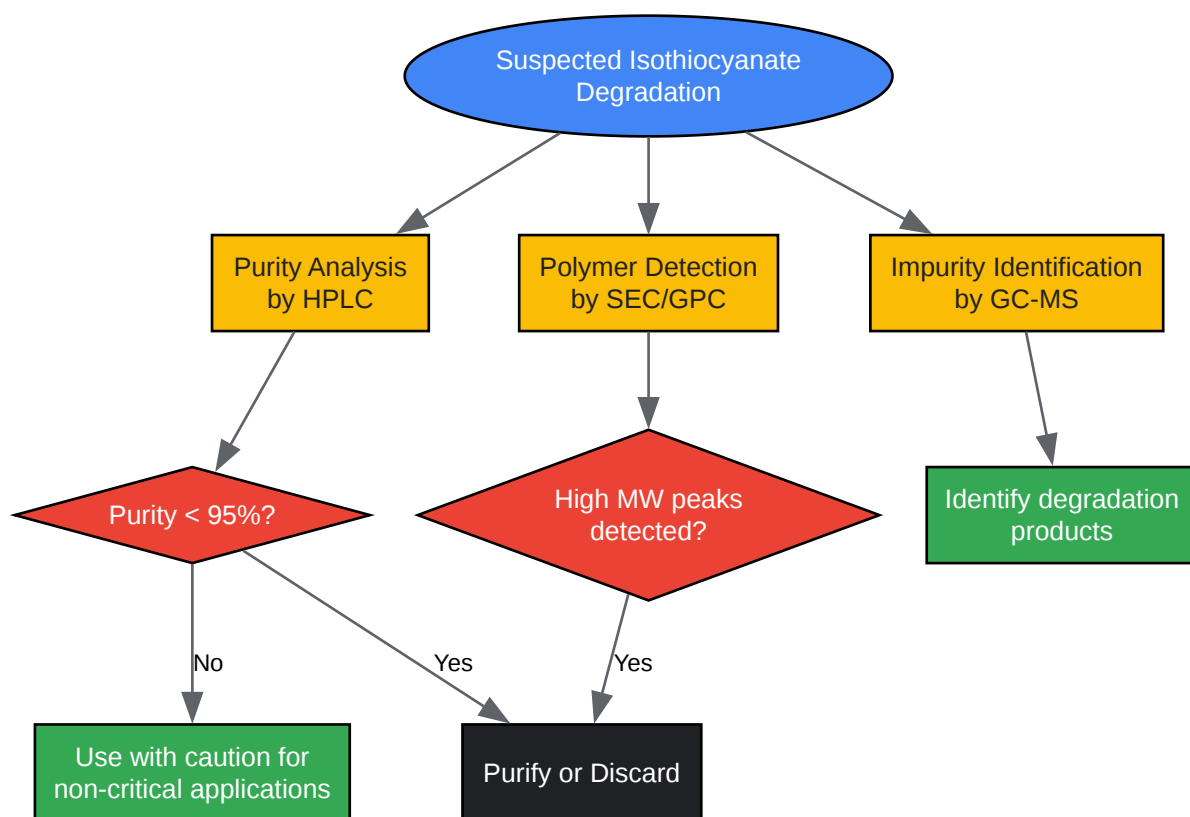 Suspected Isothiocyanate
Degradation
Purity Analysis
by HPLC
Polymer Detection
by SEC/GPC
Impurity Identification
by GC-MS
Purity < 95%?
High MW peaks
detected?
Identify degradation
products
No
Yes
Yes
Use with caution for
non-critical applications
Purify or Discard